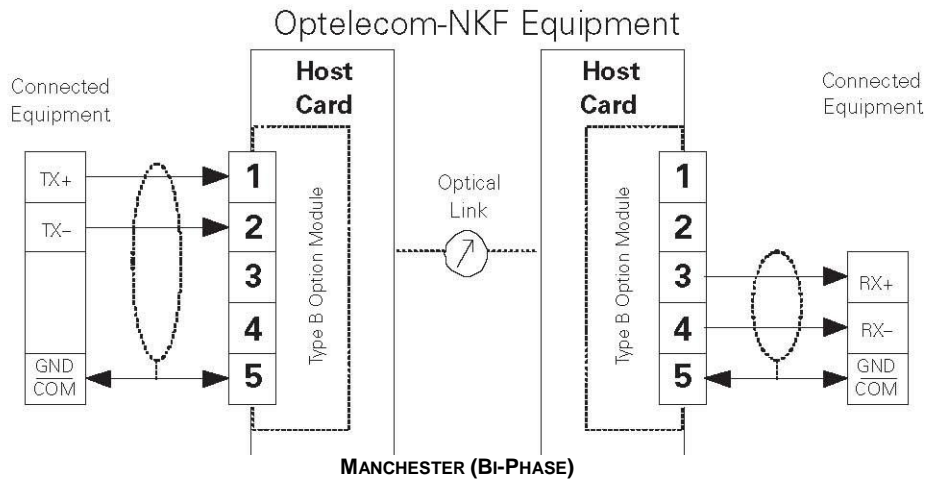 Optelecom-NKF Equipment
Connected
Equipment
Host
Card
Host
Card
Connected
Equipment
TX+
TX–
GND
COM
1
2
3
4
5
Type B Option Module
Optical
Link
Type B Option Module
1
2
3
4
5
RX+
RX–
GND
COM
MANCHESTER (BI-PHASE)